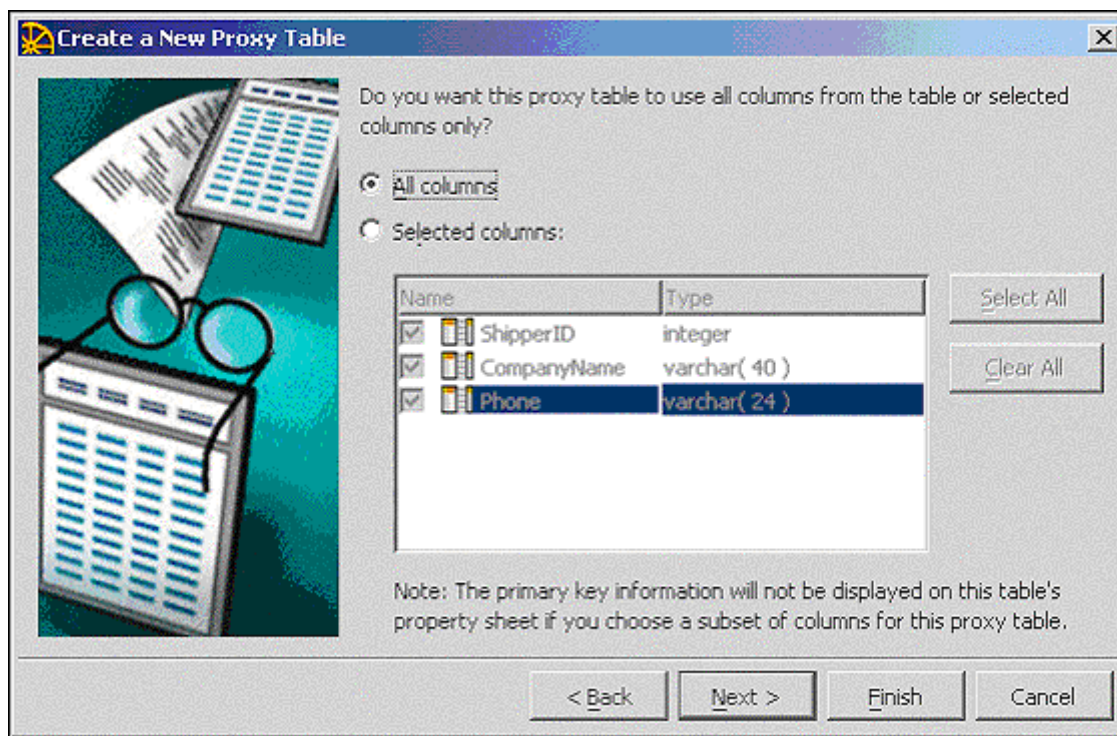 Create a New Proxy Table
Do you want this proxy table to use all columns from the table or selected
columns only?
All columns
Selected columns:
Name Type
ShipperID integer
CompanyName varchar( 40 )
Phone varchar( 24 )
Select All
Clear All
Note: The primary key information will not be displayed on this table's
property sheet if you choose a subset of columns for this proxy table.
< Back Next > Finish Cancel